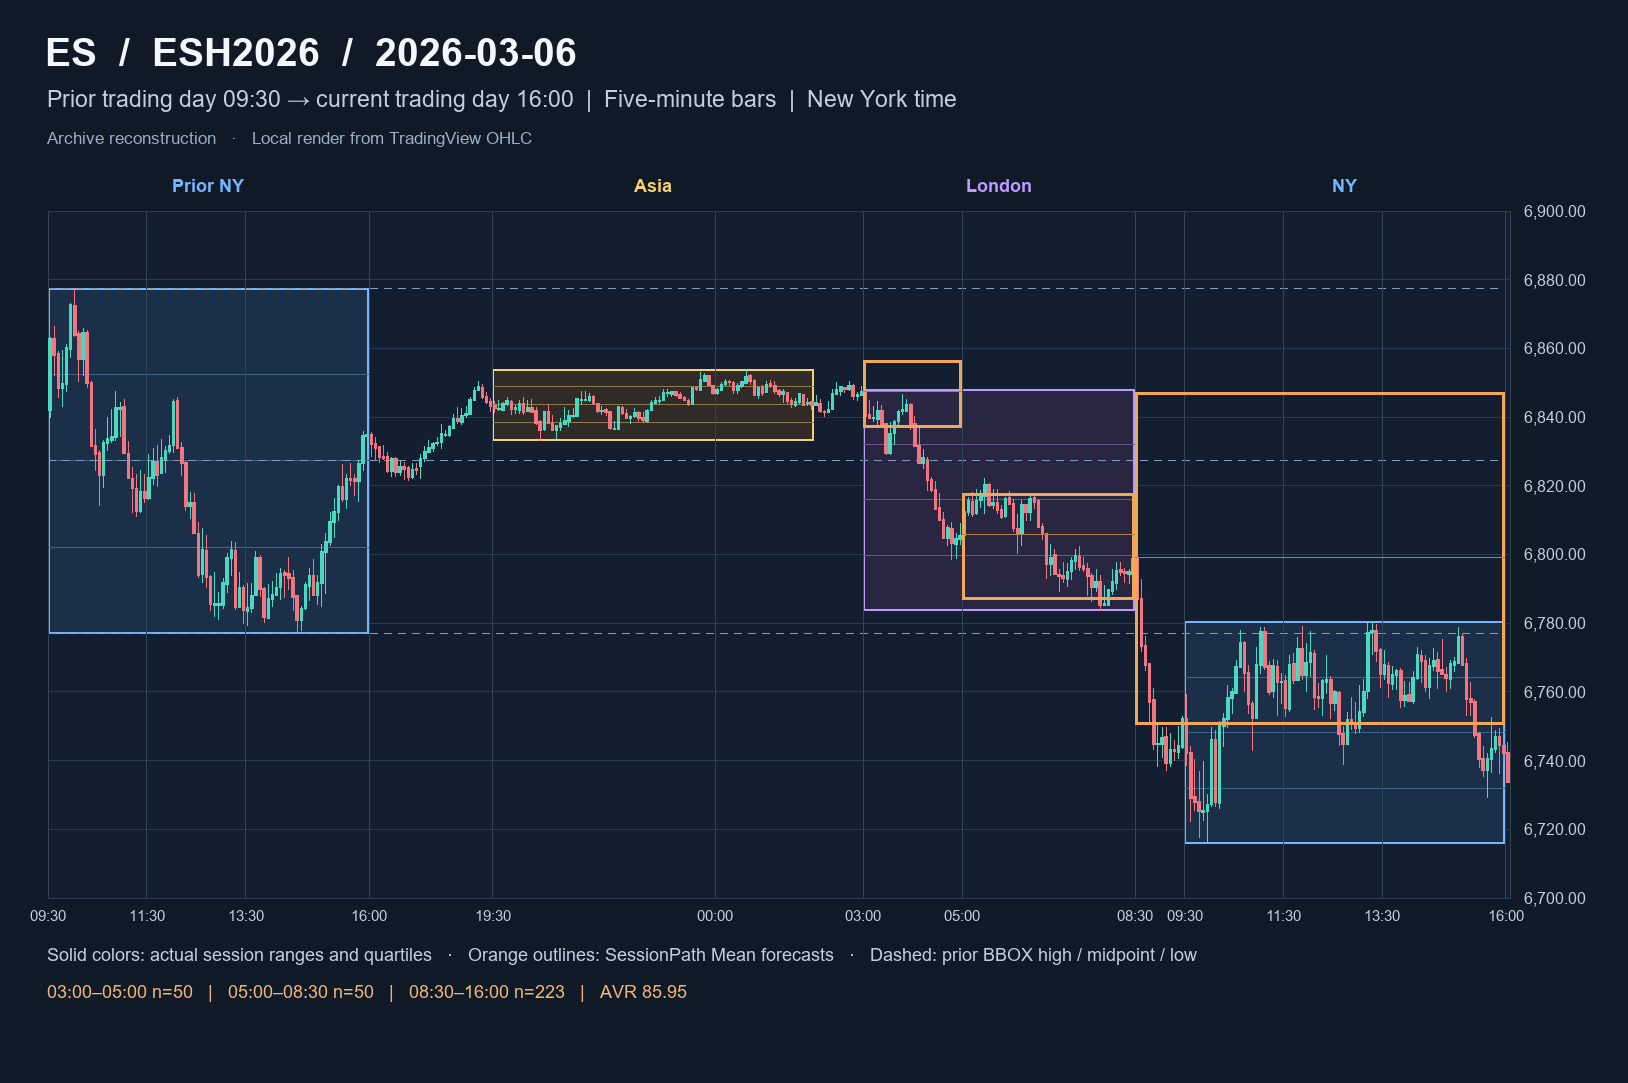 ES / ESH2026 / 2026-03-06
Prior trading day 09:30 → current trading day 16:00 | Five-minute bars | New York time
Archive reconstruction · Local render from TradingView OHLC
Prior NY Asia London NY
6,900.00
6,880.00
6,860.00
6,840.00
6,820.00
6,800.00
6,780.00
6,760.00
6,740.00
6,720.00
6,700.00
09:30 11:30 13:30 16:00 19:30 00:00 03:00 05:00 08:30 09:30 11:30 13:30 16:00
Solid colors: actual session ranges and quartiles · Orange outlines: SessionPath Mean forecasts · Dashed: prior BBOX high / midpoint / low
03:00–05:00 n=50 | 05:00–08:30 n=50 | 08:30–16:00 n=223 | AVR 85.95